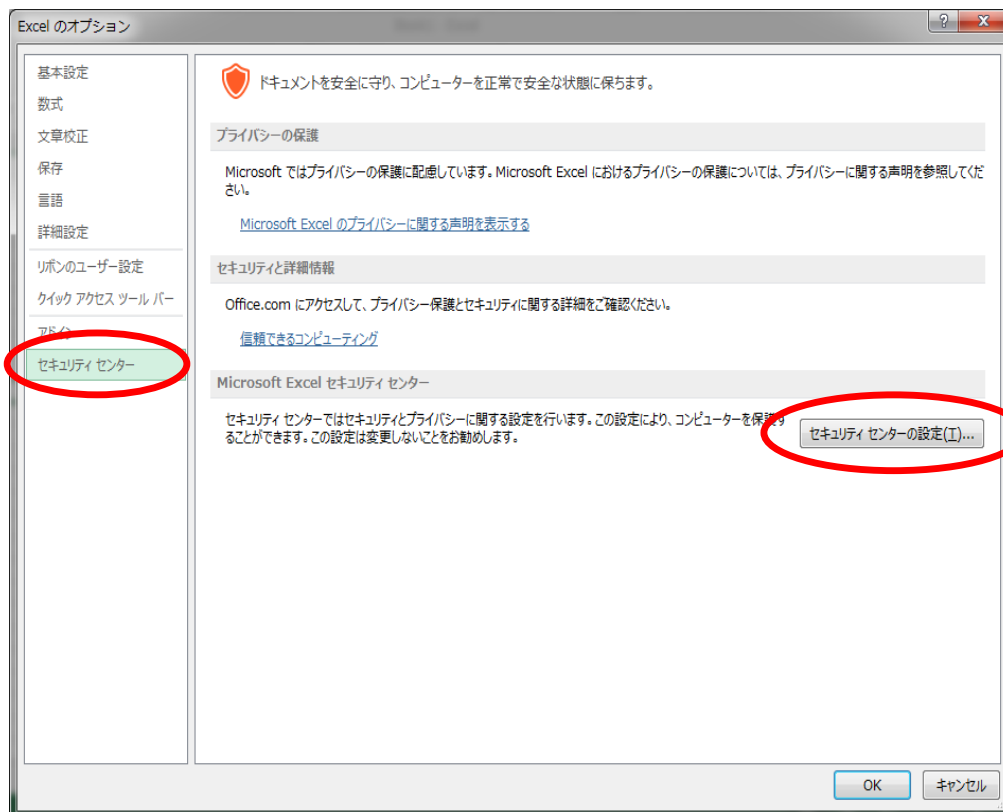 Excel のオプション
基本設定
数式
文章校正
保存
言語
詳細設定
リボンのユーザー設定
クイック アクセス ツール バー
アドイン
セキュリティ センター
ドキュメントを安全に守り、コンピューターを正常で安全な状態に保ちます。
プライバシーの保護
Microsoft ではプライバシーの保護に配慮しています。Microsoft Excel におけるプライバシーの保護については、プライバシーに関する声明を参照してくだ
さい。
Microsoft Excel のプライバシーに関する声明を表示する
セキュリティと詳細情報
Office.com にアクセスして、プライバシー保護とセキュリティに関する詳細をご確認ください。
信頼できるコンピューティング
Microsoft Excel セキュリティ センター
セキュリティ センターではセキュリティとプライバシーに関する設定を行います。この設定により、コンピューターを保護す
ることができます。この設定は変更しないことをお勧めします。
セキュリティ センターの設定(T)...
OK
キャンセル